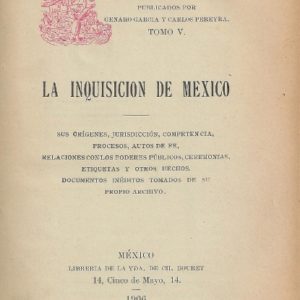 PUBLICADOS POR
GENARO GARCIA Y CARLOS PEREYRA.
TOMO V.
LA INQUISICION DE MEXICO
SUS ORÍGENES, JURISDICCIÓN, COMPETENCIA,
PROCESOS, AUTOS DE FE,
RELACIONES CON LOS PODERES PÚBLICOS, CEREMONIAS,
ETIQUETAS Y OTROS HECHOS.
DOCUMENTOS INÉDITOS TOMADOS DE SU
PROPIO ARCHIVO.
MÉXICO
LIBRERIA DE LA VDA. DE CH. BOURET
14, Cinco de Mayo, 14.
1906